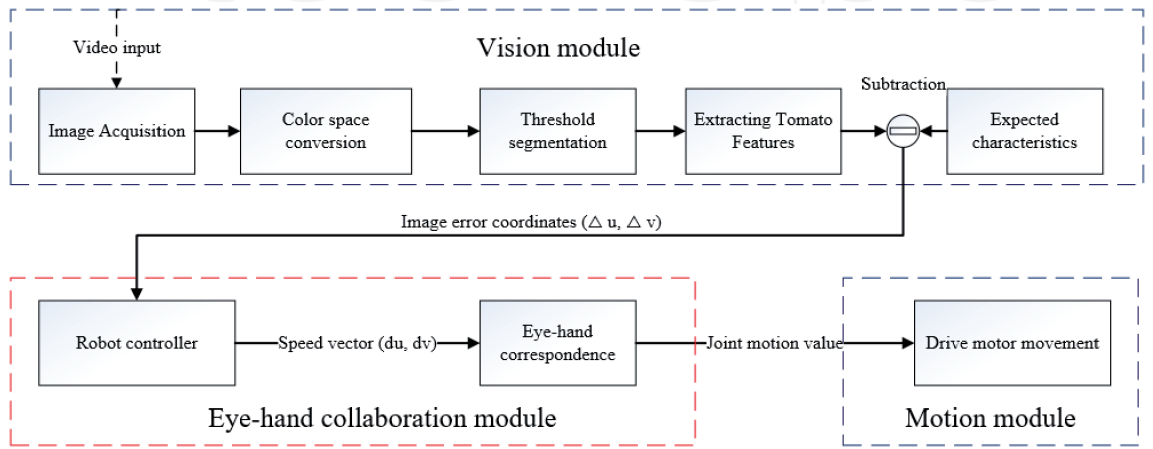 Video input
Vision module
Subtraction
Image Acquisition
Color space
conversion
Threshold
segmentation
Extracting Tomato
Features
Expected
characteristics
Image error coordinates (△ u, △ v)
Robot controller
Speed vector (du, dv)
Eye-hand
correspondence
Joint motion value
Drive motor movement
Eye-hand collaboration module
Motion module